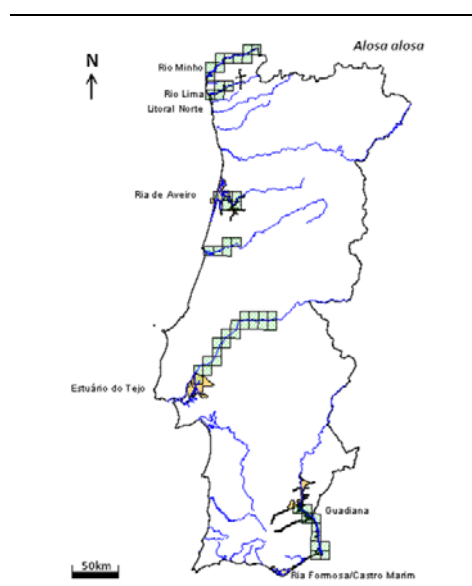 Alosa alosa
N
Rio Minho
Rio Lima
Litoral Norte
Ria de Aveiro
Estuário do Tejo
Guadiana
50km
Ria Formosa/Castro Marim